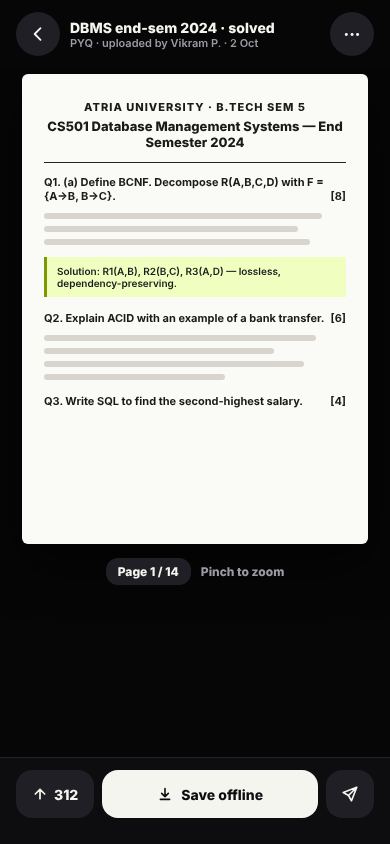 DBMS end-sem 2024 · solved
PYQ · uploaded by Vikram P. · 2 Oct
ATRIA UNIVERSITY · B.TECH SEM 5
CS501 Database Management Systems — End
Semester 2024
Q1. (a) Define BCNF. Decompose R(A,B,C,D) with F =
{A→B, B→C}. [8]
Solution: R1(A,B), R2(B,C), R3(A,D) — lossless,
dependency-preserving.
Q2. Explain ACID with an example of a bank transfer. [6]
Q3. Write SQL to find the second-highest salary. [4]
Page 1 / 14 Pinch to zoom
312 Save offline